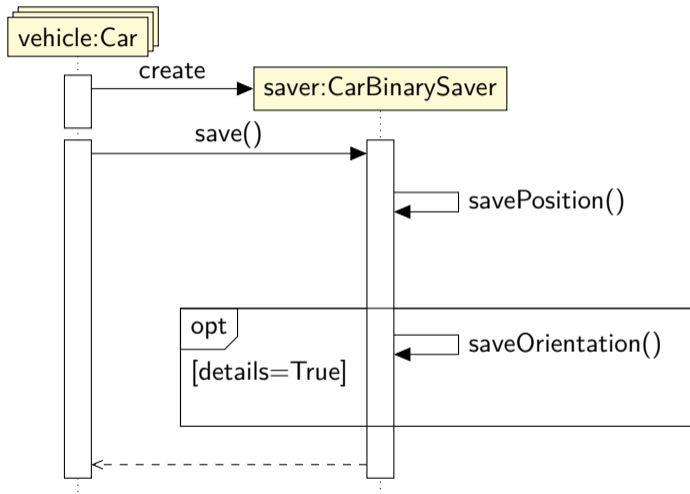 vehicle:Car
create
saver:CarBinarySaver
save()
savePosition()
opt
saveOrientation()
[details=True]